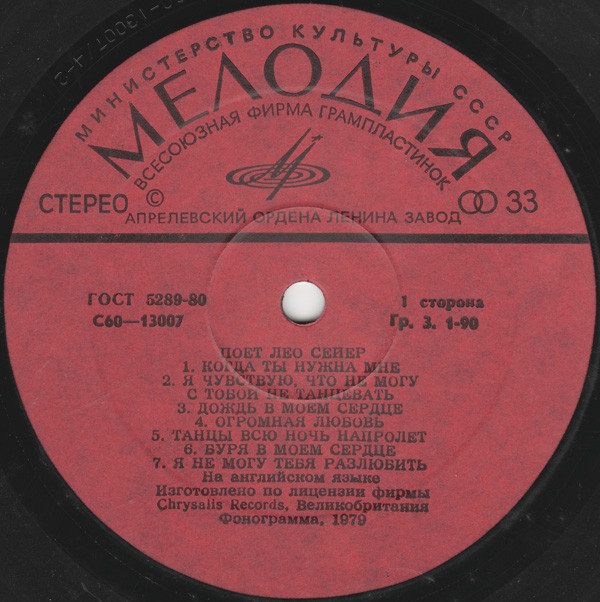 МИНИСТЕРСТВО КУЛЬТУРЫ СССР
МЕЛОДИЯ
ВСЕСОЮЗНАЯ ФИРМА ГРАМПЛАСТИНОК
СТЕРЕО © 33
АПРЕЛЕВСКИЙ ОРДЕНА ЛЕНИНА ЗАВОД
ГОСТ 5289-80 1 сторона
С60—13007 Гр. 3. 1-90
ПОЕТ ЛЕО СЕЙЕР
1. КОГДА ТЫ НУЖНА МНЕ
2. Я ЧУВСТВУЮ, ЧТО НЕ МОГУ
С ТОБОЙ НЕ ТАНЦЕВАТЬ
3. ДОЖДЬ В МОЕМ СЕРДЦЕ
4. ОГРОМНАЯ ЛЮБОВЬ
5. ТАНЦЫ ВСЮ НОЧЬ НАПРОЛЕТ
6. БУРЯ В МОЕМ СЕРДЦЕ
7. Я НЕ МОГУ ТЕБЯ РАЗЛЮБИТЬ
На английском языке
Изготовлено по лицензии фирмы
Chrysalis Records, Великобритания
Фонограмма, 1979